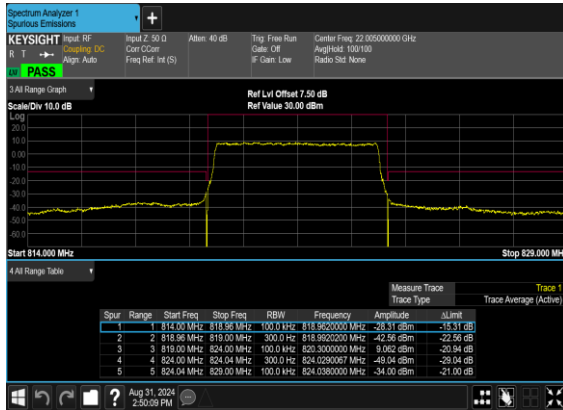 Spectrum Analyzer 1
Spurious Emissions
KEYSIGHT Input: RF Input Z: 50 Ω Atten: 40 dB Trig: Free Run Center Freq: 22.005000000 GHz
R T Coupling: DC Corr CCorr Gate: Off Avg|Hold: 100/100
Align: Auto Freq Ref: Int (S) IF Gain: Low Radio Std: None
PASS
3 All Range Graph Ref Lvl Offset 7.50 dB
Scale/Div 10.0 dB Ref Value 30.00 dBm
Log
20.0
10.0
0.00
-10.0
-20.0
-30.0
-40.0
-50.0
-60.0
Start 814.000 MHz Stop 829.000 MH
4 All Range Table
Measure Trace Trace 1
Trace Type Trace Average (Active)
Spur Range Start Freq Stop Freq RBW Frequency Amplitude ΔLimit
1 1 814.00 MHz 818.96 MHz 100.0 kHz 818.9620000 MHz -28.31 dBm -15.31 dB
2 2 818.96 MHz 819.00 MHz 300.0 Hz 818.9920200 MHz -42.56 dBm -22.56 dB
3 3 819.00 MHz 824.00 MHz 100.0 kHz 820.3000000 MHz 9.062 dBm -20.94 dB
4 4 824.00 MHz 824.04 MHz 300.0 Hz 824.0290067 MHz -49.04 dBm -29.04 dB
5 5 824.04 MHz 829.00 MHz 100.0 kHz 824.0380000 MHz -34.00 dBm -21.00 dB
? Aug 31, 2024
2:50:09 PM